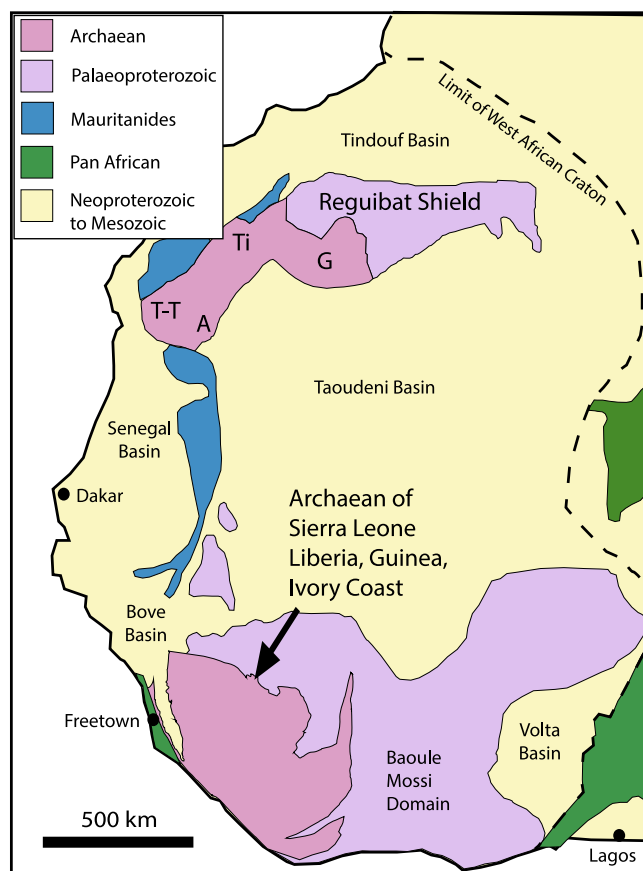 Archaean
Palaeoproterozoic
Mauritanides
Pan African
Neoproterozoic
to Mesozoic
Limit of West African Craton
Tindouf Basin
Reguibat Shield
Ti
G
T-T
A
Taoudeni Basin
Senegal
Basin
Dakar
Archaean of
Sierra Leone
Liberia, Guinea,
Ivory Coast
Bove
Basin
Freetown
Volta
Basin
Baoule
Mossi
Domain
500 km
Lagos